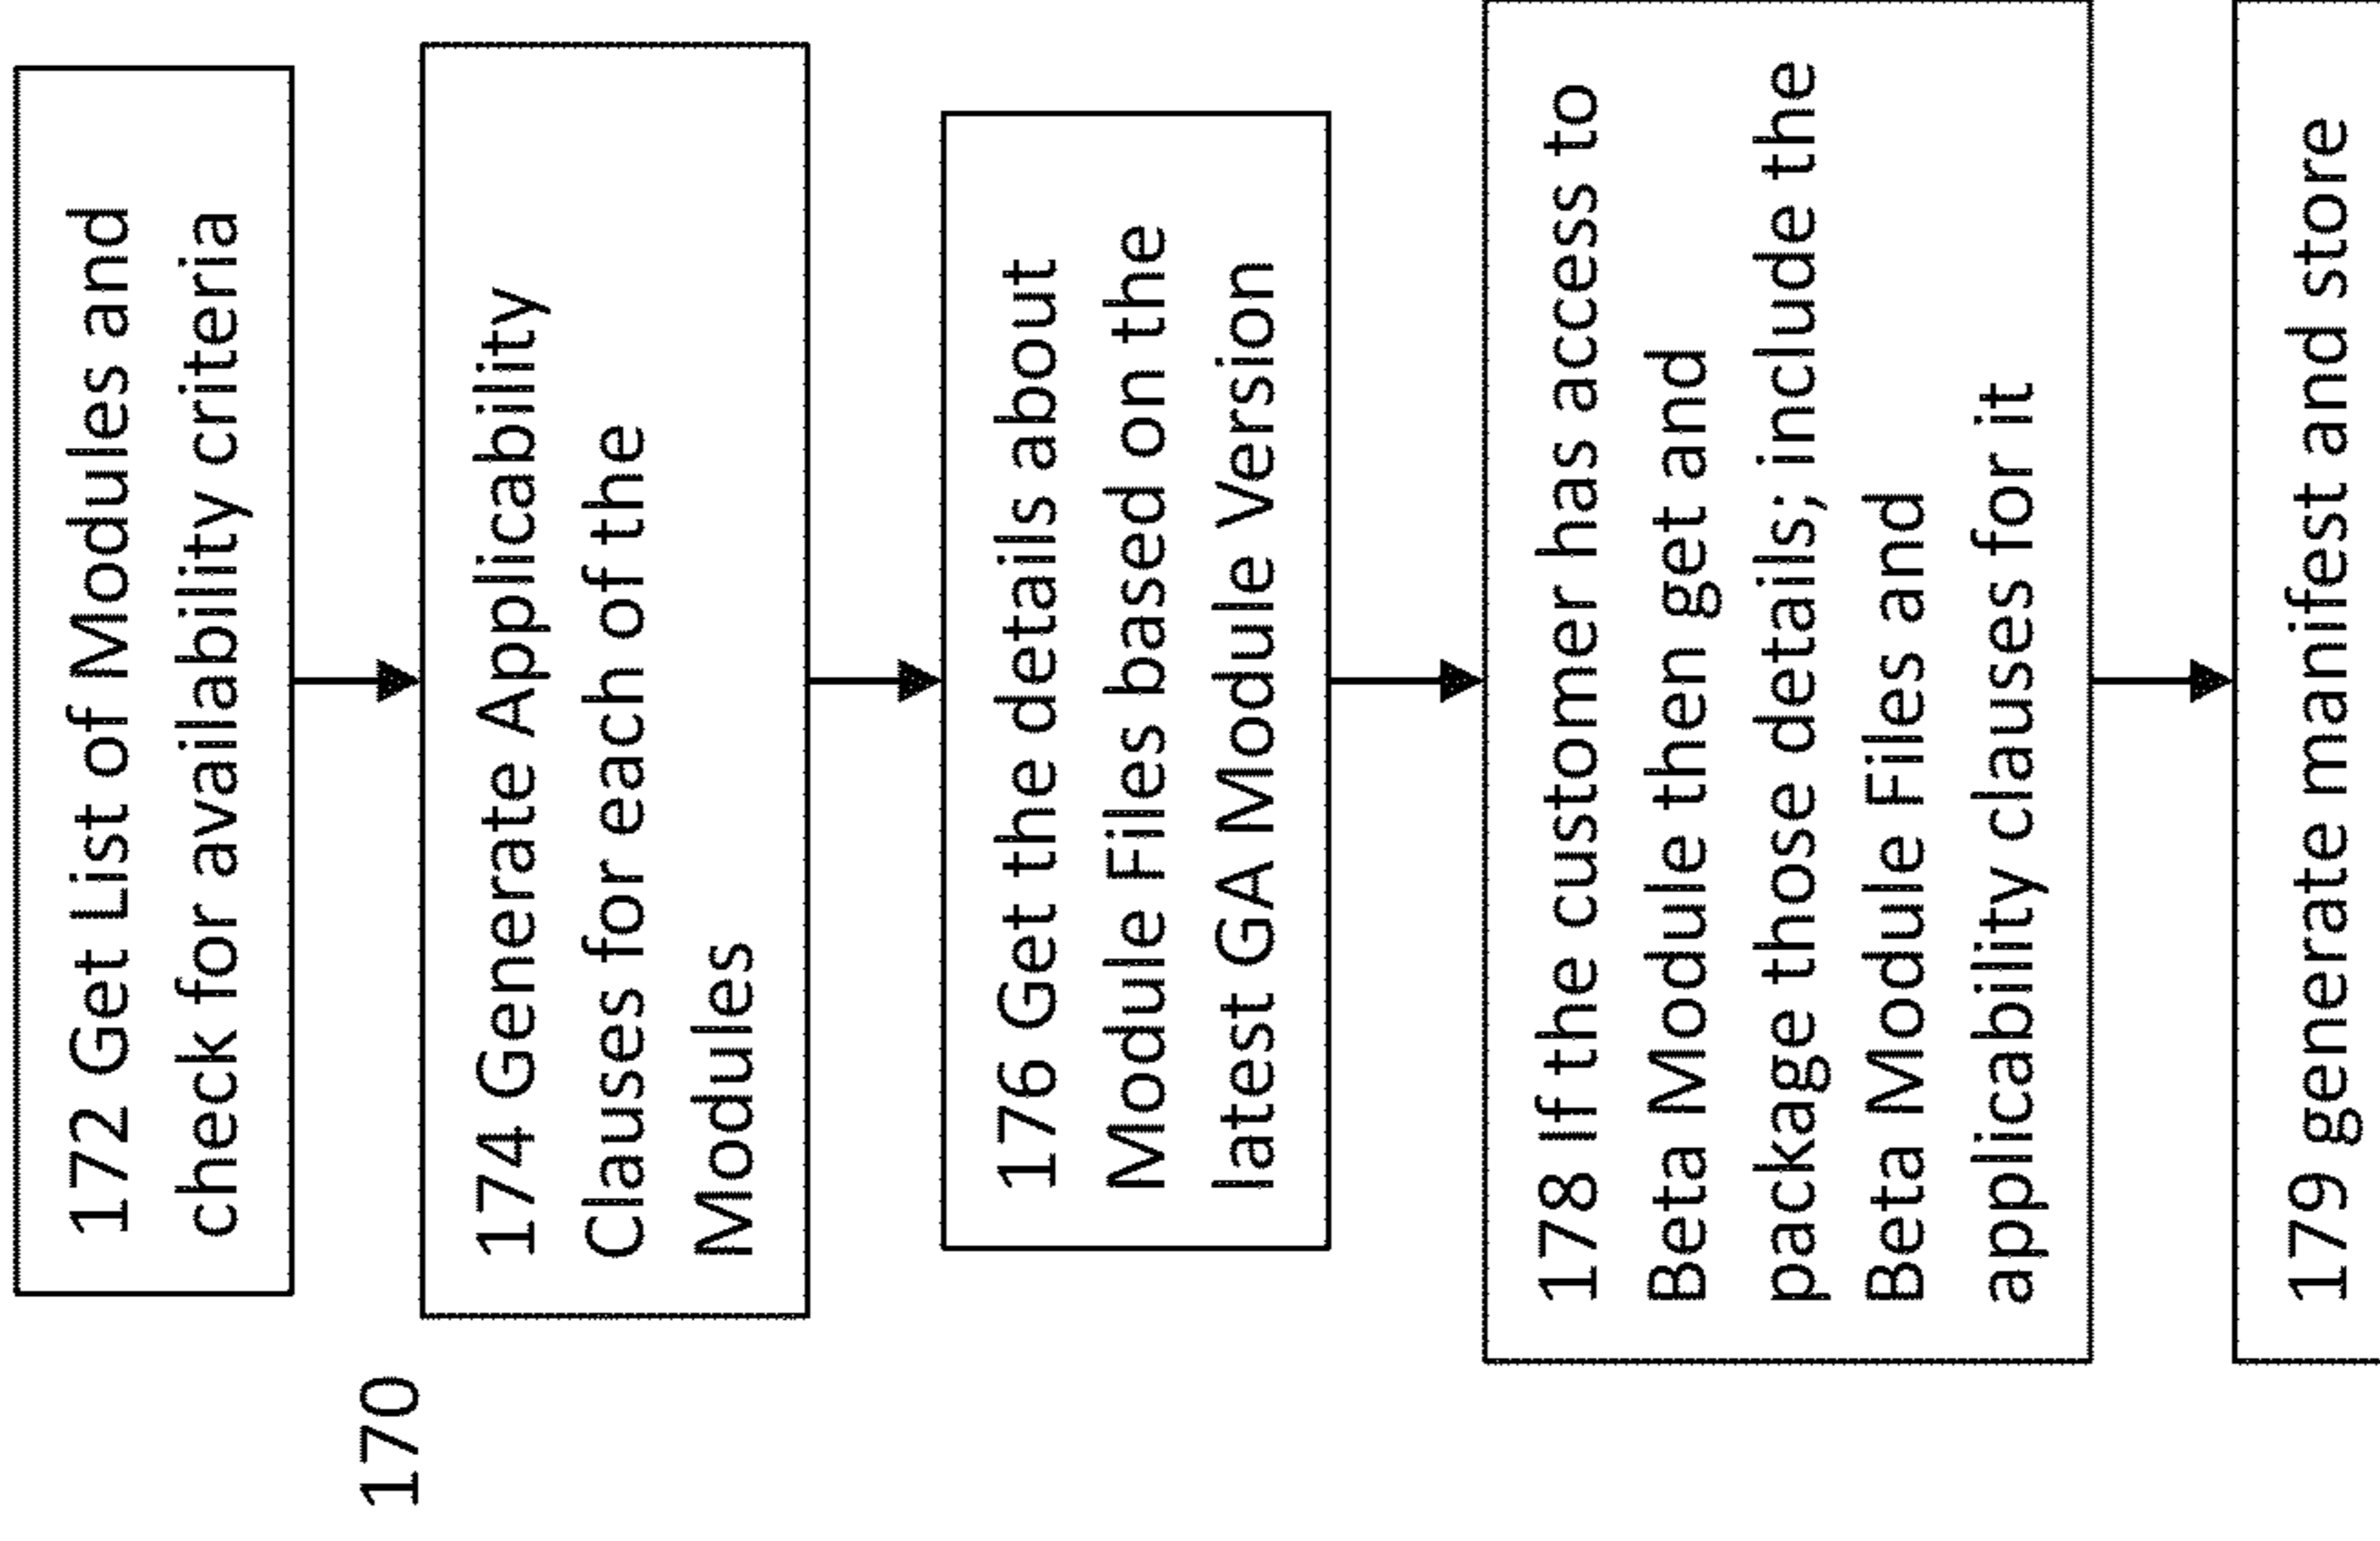 172 Get List of Modules and
check for availability criteria
170
174 Generate Applicability
Clauses for each of the
Modules
176 Get the details about
Module Files based on the
latest GA Module Version
178 If the customer has access to
Beta Module then get and
package those details; include the
Beta Module Files and
applicability clauses for it
179 generate manifest and store